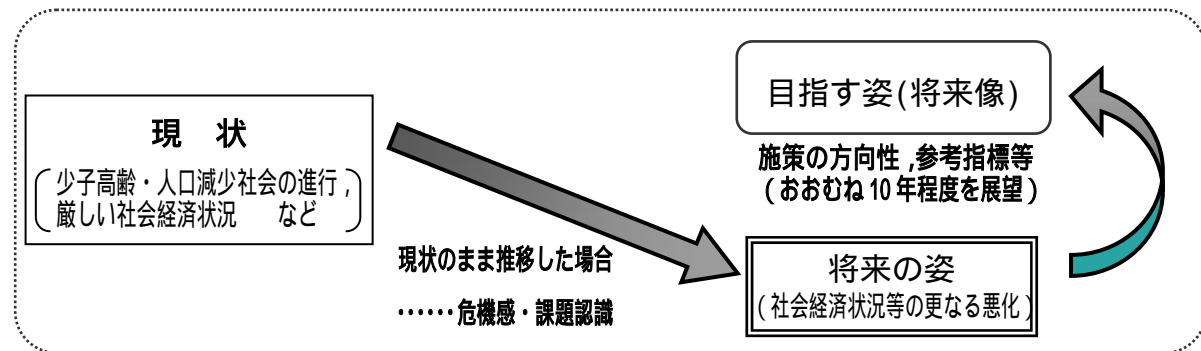 現 状
少子高齢・人口減少社会の進行,
厳しい社会経済状況 など
現状のまま推移した場合
……危機感・課題認識
目指す姿(将来像)
施策の方向性,参考指標等
(おおむね10年程度を展望)
将来の姿
(社会経済状況等の更なる悪化)